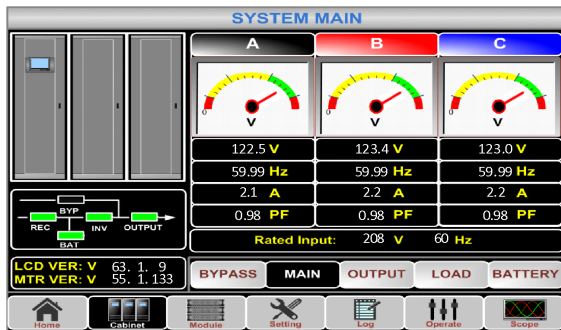 SYSTEM MAIN
A B C
0 V 0 V 0 V
122.5 V 123.4 V 123.0 V
59.99 Hz 59.99 Hz 59.99 Hz
2.1 A 2.2 A 2.2 A
0.98 PF 0.98 PF 0.98 PF
Rated Input: 208 V 60 Hz
BYP
REC INV OUTPUT
BAT
LCD VER: V 63. 1. 9
MTR VER: V 55. 1.133
BYPASS MAIN OUTPUT LOAD BATTERY
Home Cabinet Module Setting Log Operate Scope